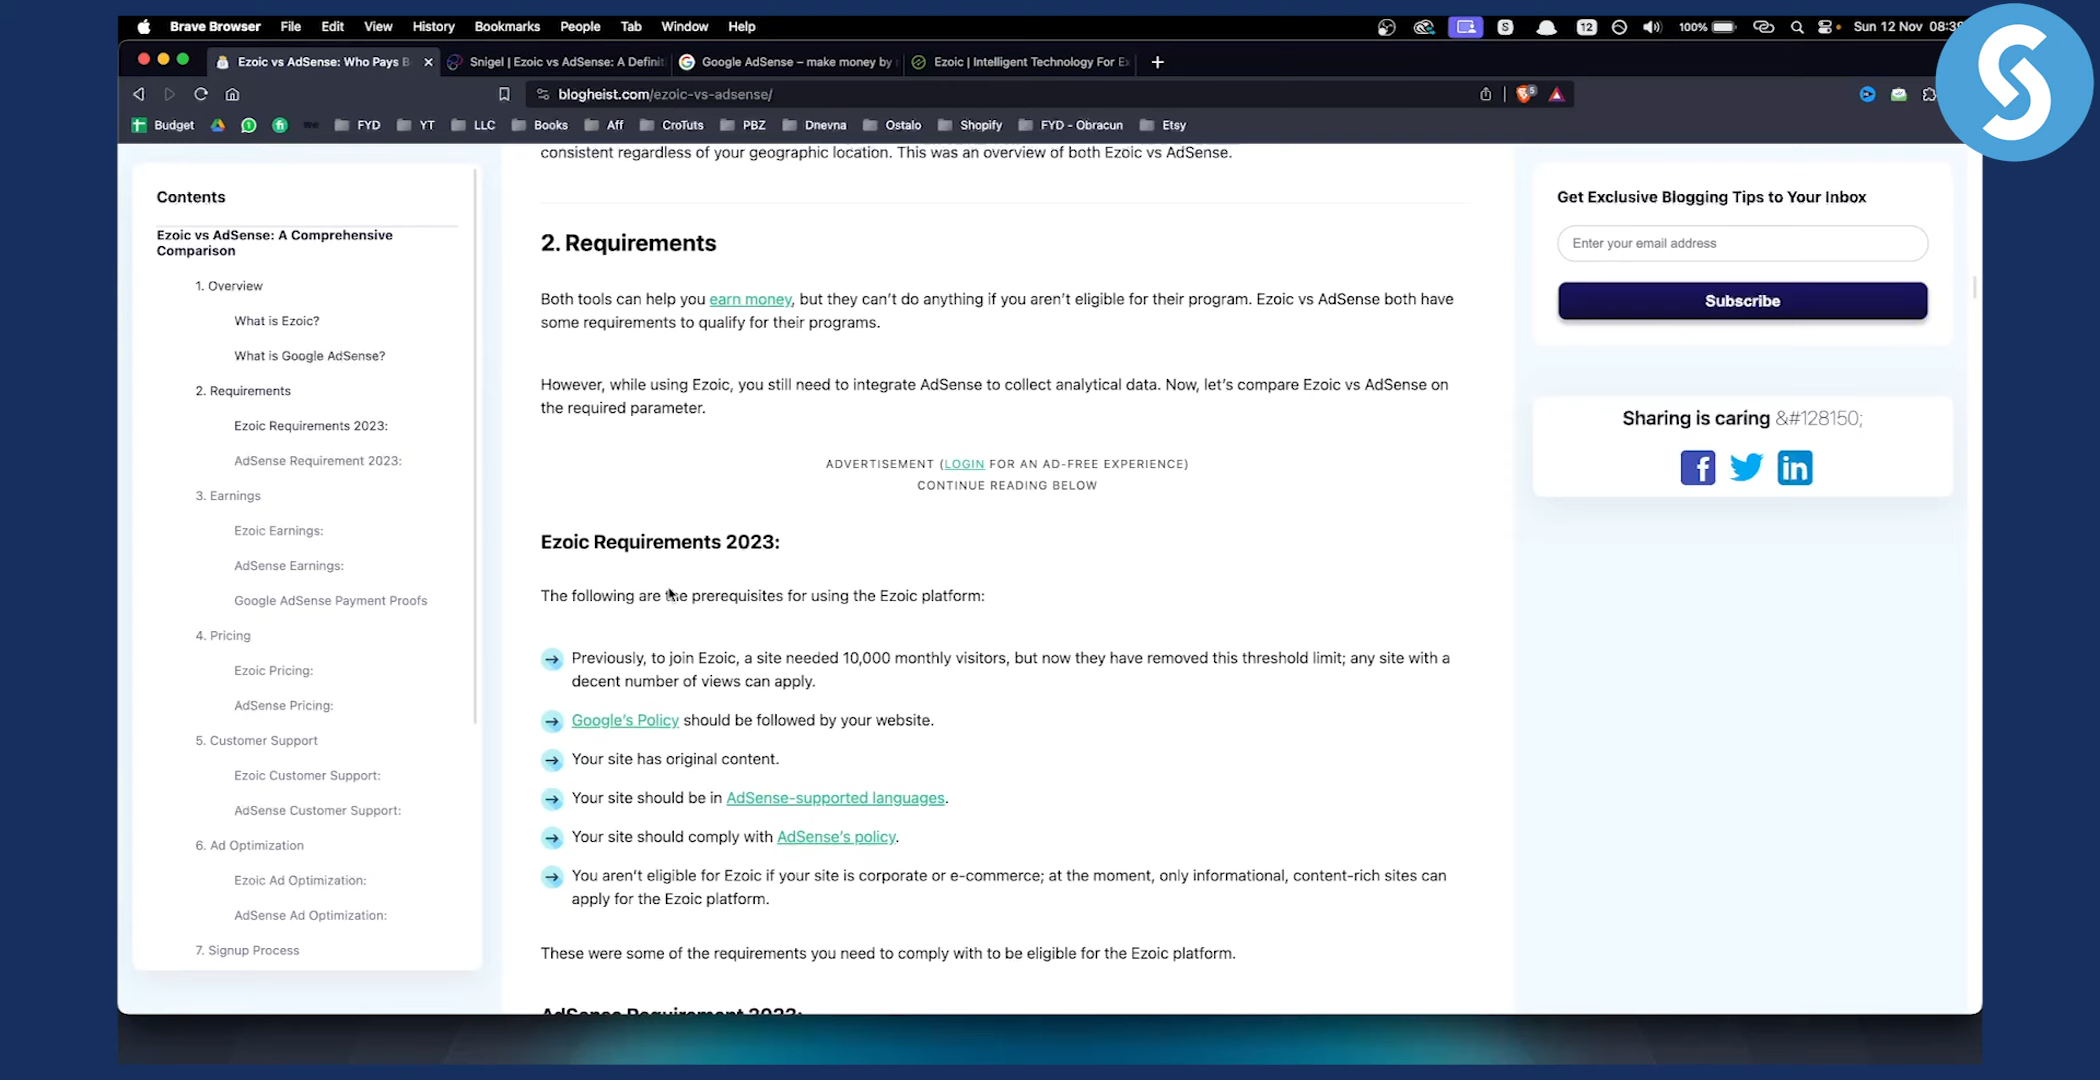 Brave Browser File Edit View History Bookmarks People Tab Window Help
S 12 100% Sun 12 Nov 08:39
Ezoic vs AdSense: Who Pays B
Snigel | Ezoic vs AdSense: A Definit
Google AdSense – make money by
Ezoic | Intelligent Technology For Ez
blogheist.com/ezoic-vs-adsense/
5
Budget FYD YT LLC Books Aff CroTuts PBZ Dnevna Ostalo Shopify FYD - Obracun Etsy
Contents
Ezoic vs AdSense: A Comprehensive
Comparison
1. Overview
What is Ezoic?
What is Google AdSense?
2. Requirements
Ezoic Requirements 2023:
AdSense Requirement 2023:
3. Earnings
Ezoic Earnings:
AdSense Earnings:
Google AdSense Payment Proofs
4. Pricing
Ezoic Pricing:
AdSense Pricing:
5. Customer Support
Ezoic Customer Support:
AdSense Customer Support:
6. Ad Optimization
Ezoic Ad Optimization:
AdSense Ad Optimization:
7. Signup Process
consistent regardless of your geographic location. This was an overview of both Ezoic vs AdSense.
2. Requirements
Both tools can help you earn money, but they can’t do anything if you aren’t eligible for their program. Ezoic vs AdSense both have
some requirements to qualify for their programs.
However, while using Ezoic, you still need to integrate AdSense to collect analytical data. Now, let’s compare Ezoic vs AdSense on
the required parameter.
ADVERTISEMENT (LOGIN FOR AN AD-FREE EXPERIENCE)
CONTINUE READING BELOW
Ezoic Requirements 2023:
The following are the prerequisites for using the Ezoic platform:
Previously, to join Ezoic, a site needed 10,000 monthly visitors, but now they have removed this threshold limit; any site with a
decent number of views can apply.
Google’s Policy should be followed by your website.
Your site has original content.
Your site should be in AdSense-supported languages.
Your site should comply with AdSense’s policy.
You aren’t eligible for Ezoic if your site is corporate or e-commerce; at the moment, only informational, content-rich sites can
apply for the Ezoic platform.
These were some of the requirements you need to comply with to be eligible for the Ezoic platform.
AdSense Requirement 2023:
Get Exclusive Blogging Tips to Your Inbox
Enter your email address
Subscribe
Sharing is caring &#128150;